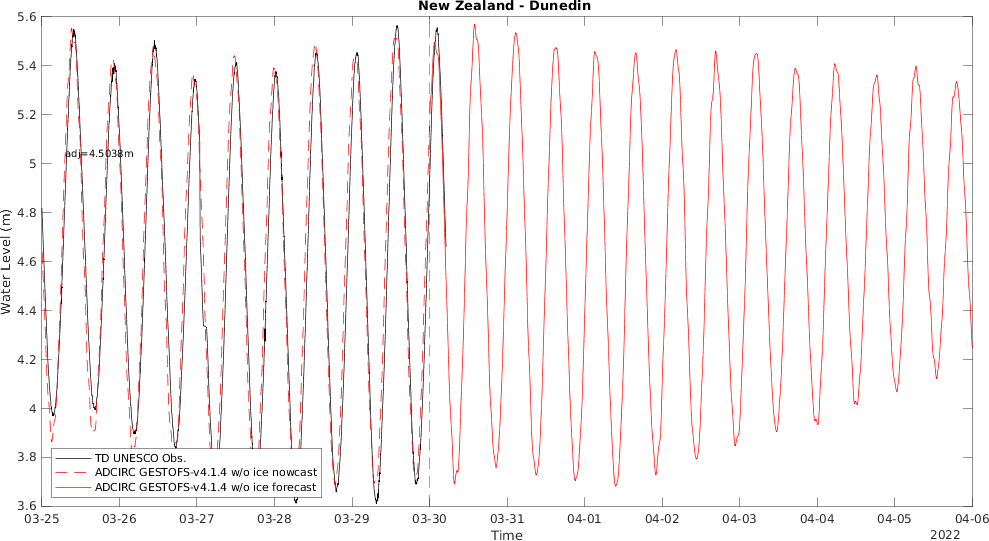 New Zealand - Dunedin
Water Level (m)
5.6
5.4
5.2
5
4.8
4.6
4.4
4.2
4
3.8
3.6
adj=4.5038m
TD UNESCO Obs.
ADCIRC GESTOFS-v4.1.4 w/o ice nowcast
ADCIRC GESTOFS-v4.1.4 w/o ice forecast
03-25 03-26 03-27 03-28 03-29 03-30 03-31 04-01 04-02 04-03 04-04 04-05 04-06
Time
2022